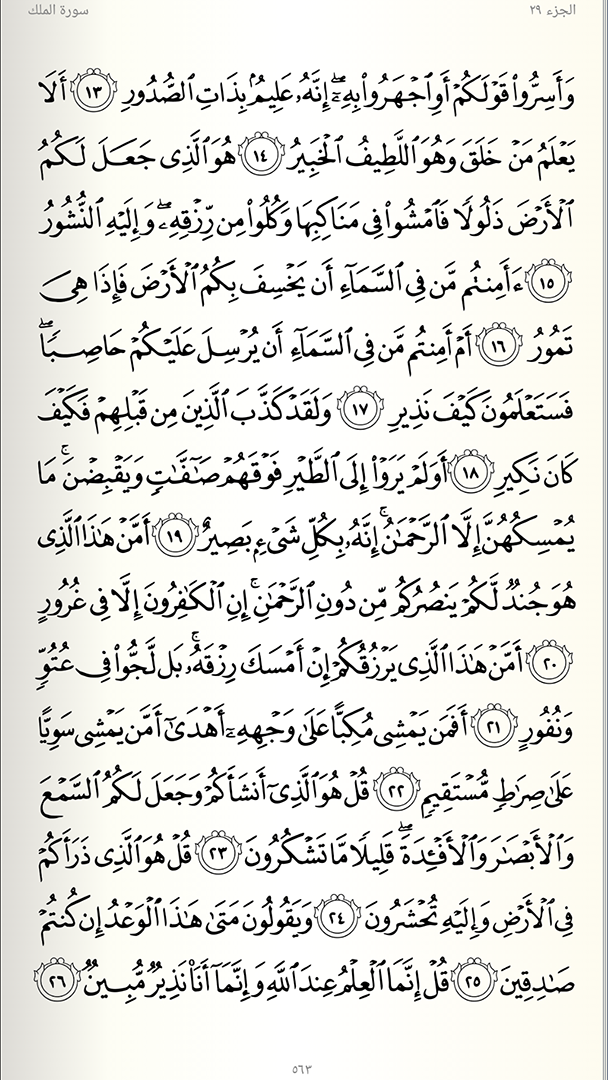 الجزء ٢٩
سورة الملك
وَأَسِرُّوا۟ قَوْلَكُمْ أَوِ ٱجْهَرُوا۟ بِهِۦٓ ۖ إِنَّهُۥ عَلِيمٌۢ بِذَاتِ ٱلصُّدُورِ ١٣ أَلَا
يَعْلَمُ مَنْ خَلَقَ وَهُوَ ٱللَّطِيفُ ٱلْخَبِيرُ ١٤ هُوَ ٱلَّذِى جَعَلَ لَكُمُ
ٱلْأَرْضَ ذَلُولًا فَٱمْشُوا۟ فِى مَنَاكِبِهَا وَكُلُوا۟ مِن رِّزْقِهِۦ ۖ وَإِلَيْهِ ٱلنُّشُورُ
١٥ ءَأَمِنتُم مَّن فِى ٱلسَّمَآءِ أَن يَخْسِفَ بِكُمُ ٱلْأَرْضَ فَإِذَا هِىَ
تَمُورُ ١٦ أَمْ أَمِنتُم مَّن فِى ٱلسَّمَآءِ أَن يُرْسِلَ عَلَيْكُمْ حَاصِبًا ۖ
فَسَتَعْلَمُونَ كَيْفَ نَذِيرِ ١٧ وَلَقَدْ كَذَّبَ ٱلَّذِينَ مِن قَبْلِهِمْ فَكَيْفَ
كَانَ نَكِيرِ ١٨ أَوَلَمْ يَرَوْا۟ إِلَى ٱلطَّيْرِ فَوْقَهُمْ صَٰٓفَّٰتٍ وَيَقْبِضْنَ ۚ مَا
يُمْسِكُهُنَّ إِلَّا ٱلرَّحْمَٰنُ ۚ إِنَّهُۥ بِكُلِّ شَىْءٍۭ بَصِيرٌ ١٩ أَمَّنْ هَٰذَا ٱلَّذِى
هُوَ جُندٌ لَّكُمْ يَنصُرُكُم مِّن دُونِ ٱلرَّحْمَٰنِ ۚ إِنِ ٱلْكَٰفِرُونَ إِلَّا فِى غُرُورٍ
٢٠ أَمَّنْ هَٰذَا ٱلَّذِى يَرْزُقُكُمْ إِنْ أَمْسَكَ رِزْقَهُۥ ۚ بَل لَّجُّوا۟ فِى عُتُوٍّ
وَنُفُورٍ ٢١ أَفَمَن يَمْشِى مُكِبًّا عَلَىٰ وَجْهِهِۦٓ أَهْدَىٰٓ أَمَّن يَمْشِى سَوِيًّا
عَلَىٰ صِرَٰطٍ مُّسْتَقِيمٍ ٢٢ قُلْ هُوَ ٱلَّذِىٓ أَنشَأَكُمْ وَجَعَلَ لَكُمُ ٱلسَّمْعَ
وَٱلْأَبْصَٰرَ وَٱلْأَفْـِٔدَةَ ۖ قَلِيلًا مَّا تَشْكُرُونَ ٢٣ قُلْ هُوَ ٱلَّذِى ذَرَأَكُمْ
فِى ٱلْأَرْضِ وَإِلَيْهِ تُحْشَرُونَ ٢٤ وَيَقُولُونَ مَتَىٰ هَٰذَا ٱلْوَعْدُ إِن كُنتُمْ
صَٰدِقِينَ ٢٥ قُلْ إِنَّمَا ٱلْعِلْمُ عِندَ ٱللَّهِ وَإِنَّمَآ أَنَا۠ نَذِيرٌ مُّبِينٌ ٢٦
٥٦٣